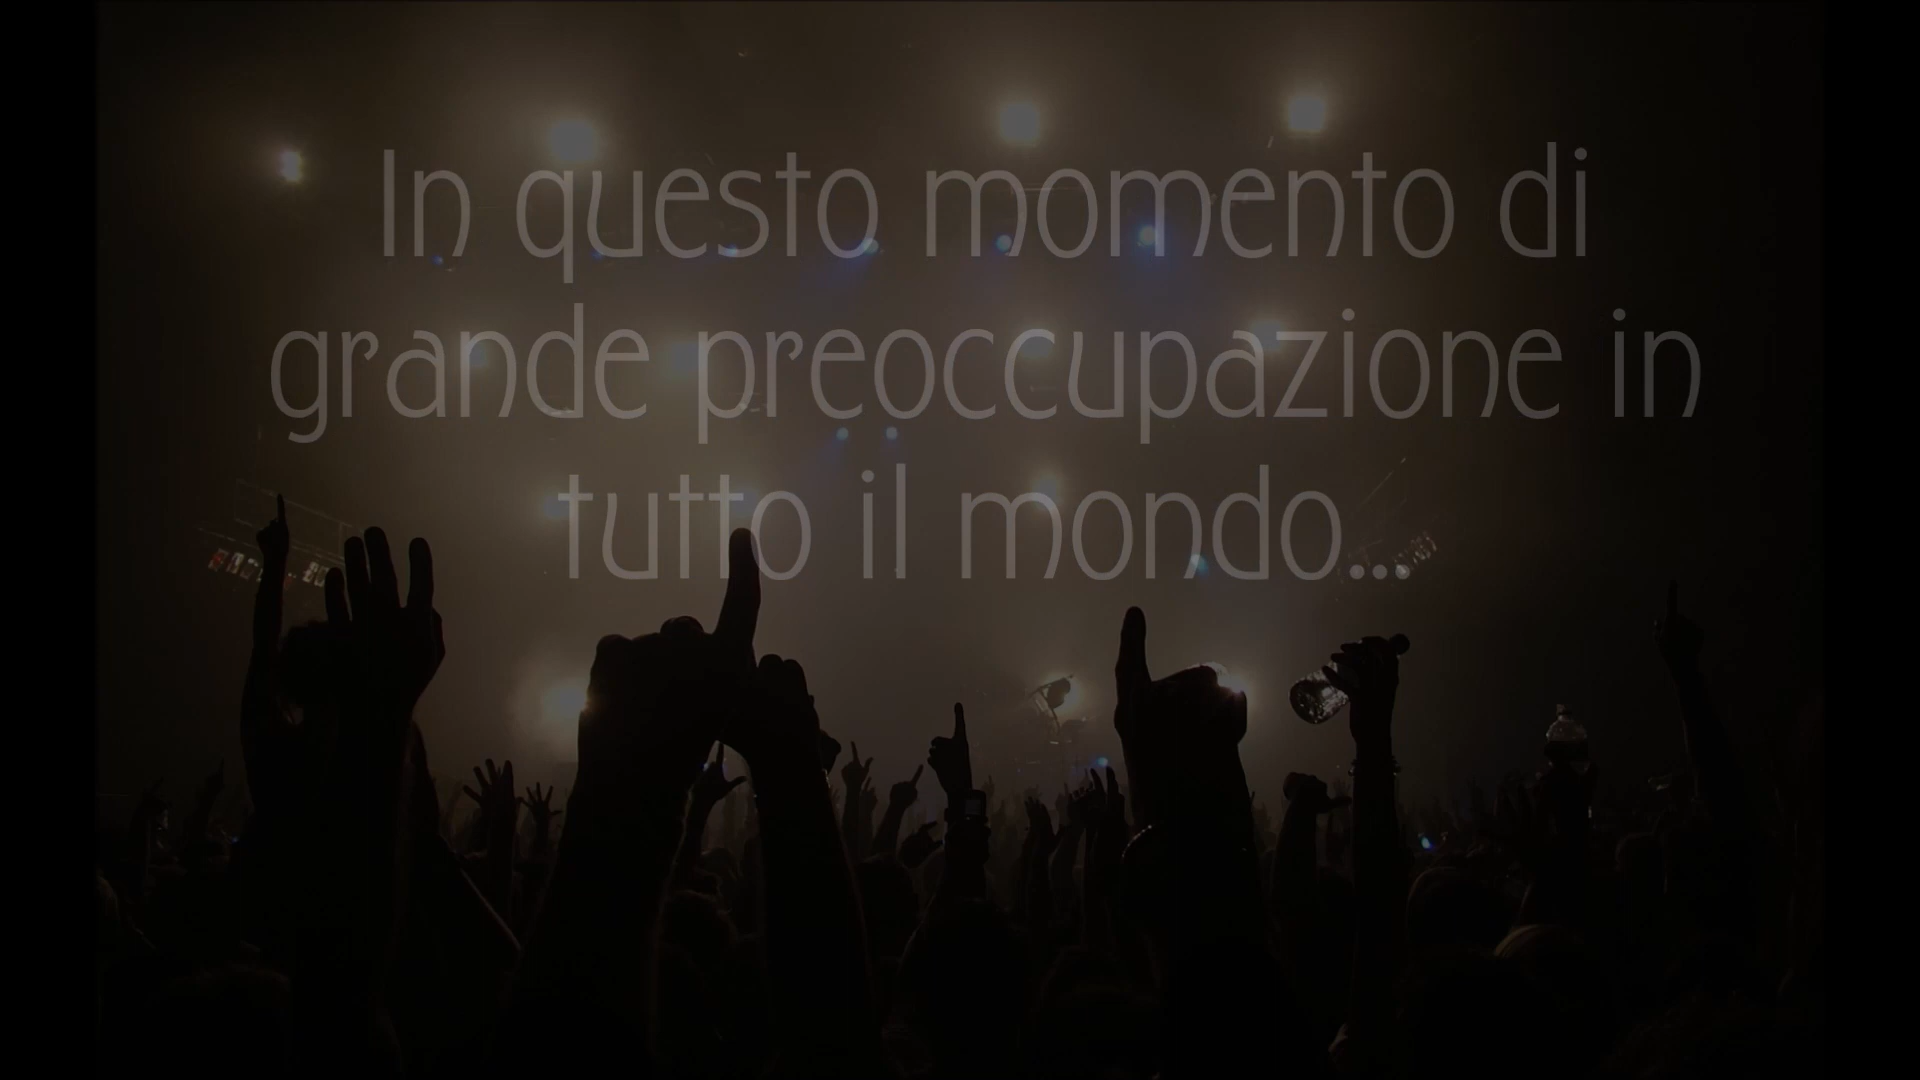 In questo momento di
grande preoccupazione in
tutto il mondo...